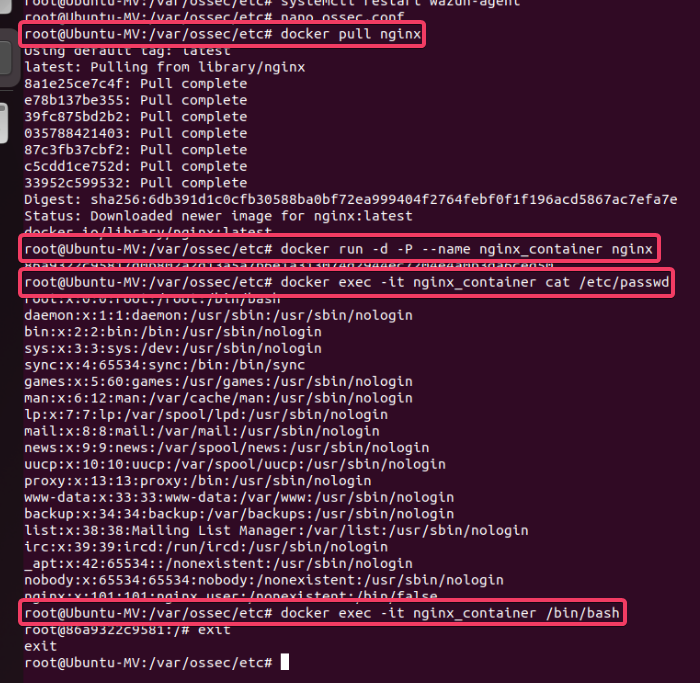 root@Ubuntu-MV:/var/ossec/etc# systemctl restart wazuh-agent
root@Ubuntu-MV:/var/ossec/etc# nano ossec.conf
root@Ubuntu-MV:/var/ossec/etc# docker pull nginx
Using default tag: latest
latest: Pulling from library/nginx
8a1e25ce7c4f: Pull complete
e78b137be355: Pull complete
39fc875bd2b2: Pull complete
035788421403: Pull complete
87c3fb37cbf2: Pull complete
c5cdd1ce752d: Pull complete
33952c599532: Pull complete
Digest: sha256:6db391d1c0cfb30588ba0bf72ea999404f2764febf0f1f196acd5867ac7efa7e
Status: Downloaded newer image for nginx:latest
docker.io/library/nginx:latest
root@Ubuntu-MV:/var/ossec/etc# docker run -d -P --name nginx_container nginx
root@Ubuntu-MV:/var/ossec/etc# docker exec -it nginx_container cat /etc/passwd
root:x:0:0:root:/root:/bin/bash
daemon:x:1:1:daemon:/usr/sbin:/usr/sbin/nologin
bin:x:2:2:bin:/bin:/usr/sbin/nologin
sys:x:3:3:sys:/dev:/usr/sbin/nologin
sync:x:4:65534:sync:/bin:/bin/sync
games:x:5:60:games:/usr/games:/usr/sbin/nologin
man:x:6:12:man:/var/cache/man:/usr/sbin/nologin
lp:x:7:7:lp:/var/spool/lpd:/usr/sbin/nologin
mail:x:8:8:mail:/var/mail:/usr/sbin/nologin
news:x:9:9:news:/var/spool/news:/usr/sbin/nologin
uucp:x:10:10:uucp:/var/spool/uucp:/usr/sbin/nologin
proxy:x:13:13:proxy:/bin:/usr/sbin/nologin
www-data:x:33:33:www-data:/var/www:/usr/sbin/nologin
backup:x:34:34:backup:/var/backups:/usr/sbin/nologin
list:x:38:38:Mailing List Manager:/var/list:/usr/sbin/nologin
irc:x:39:39:ircd:/run/ircd:/usr/sbin/nologin
_apt:x:42:65534::/nonexistent:/usr/sbin/nologin
nobody:x:65534:65534:nobody:/nonexistent:/usr/sbin/nologin
nginx:x:101:101:nginx user:/nonexistent:/bin/false
root@Ubuntu-MV:/var/ossec/etc# docker exec -it nginx_container /bin/bash
root@86a9322c9581:/# exit
exit
root@Ubuntu-MV:/var/ossec/etc#